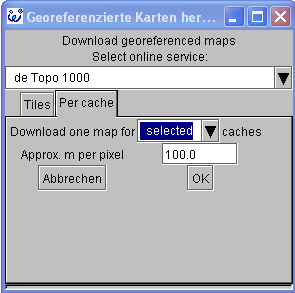 Georeferenzierte Karten her...
Download georeferenced maps
Select online service:
de Topo 1000
Tiles Per cache
Download one map for selected caches
Approx. m per pixel 100.0
Abbrechen OK